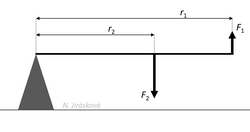 r₁
r₂
F₁
F₂
N. Jirásková